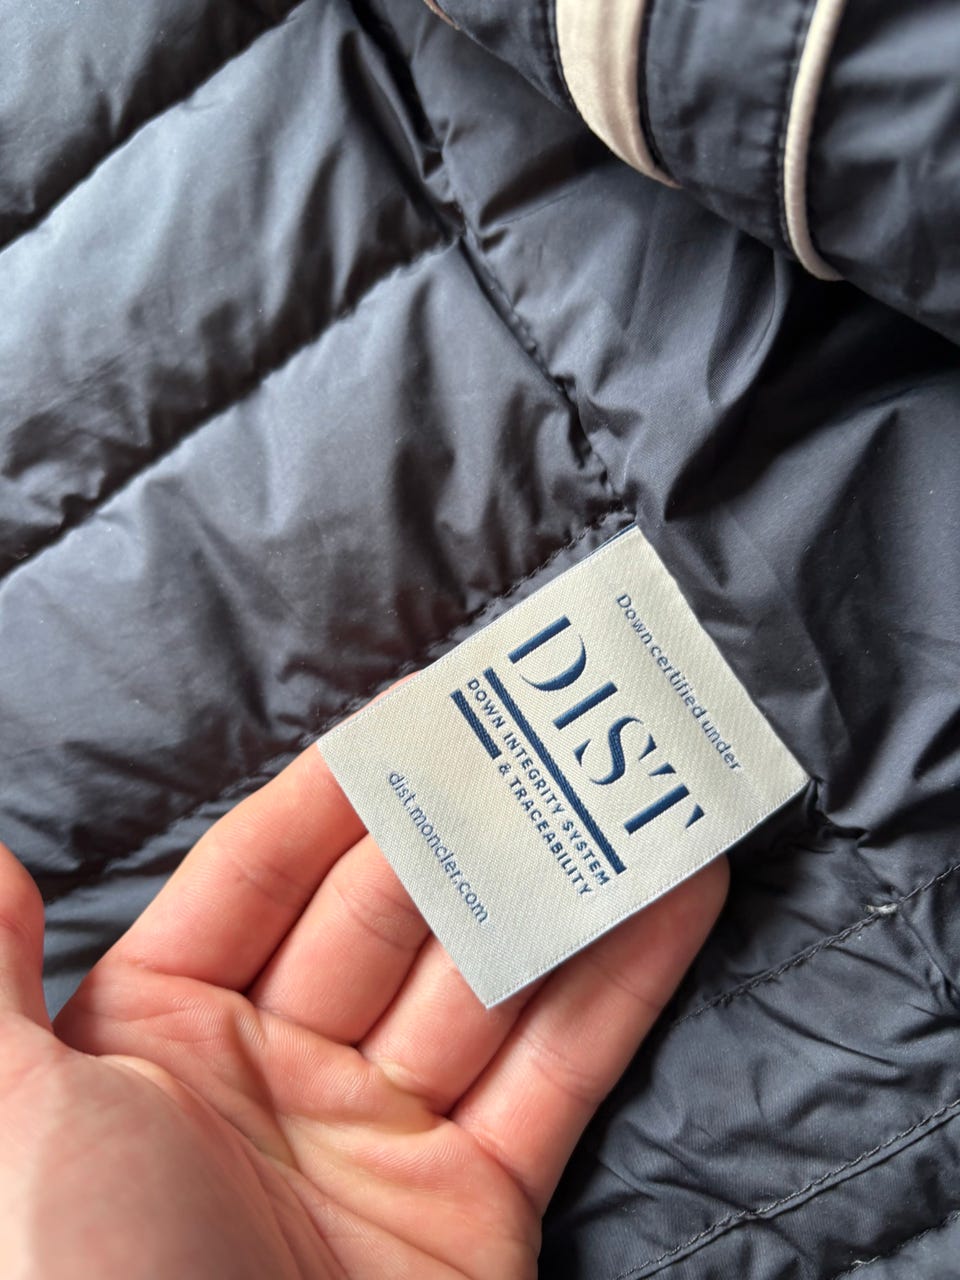 Down certified under
DIST
DOWN INTEGRITY SYSTEM
& TRACEABILITY
dist.moncler.com